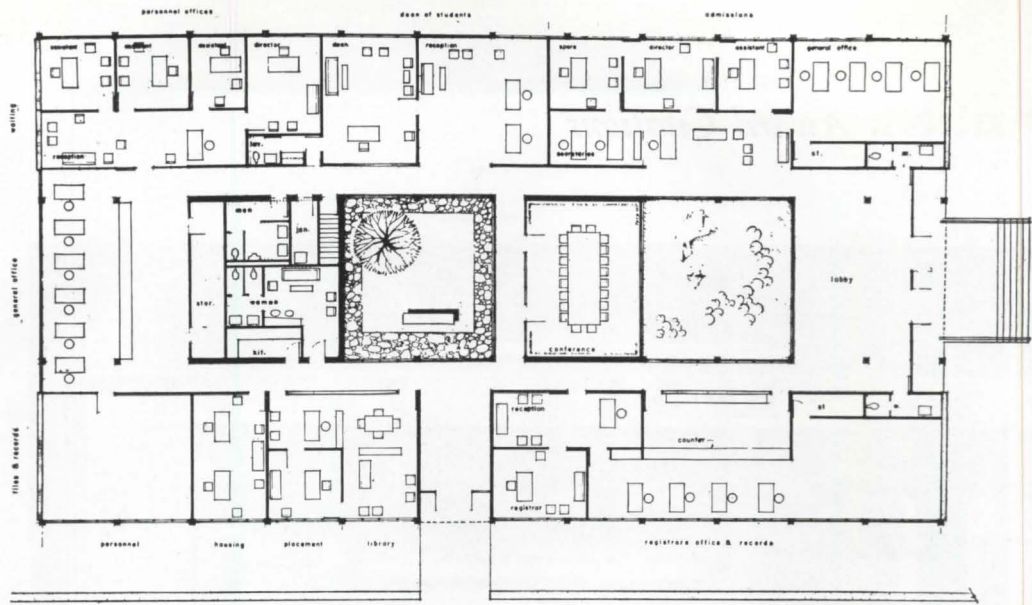 personnel offices
dean of students
admissions
assistant
assistant
assistant
director
dean
reception
spare
director
assistant
general office
waiting
reception
lav.
secretaries
st.
w.
men
jan.
general office
stor.
women
lobby
kit.
conference
reception
st
w.
counter
files & records
registrar
personnel
housing
placement
library
registrars office & records